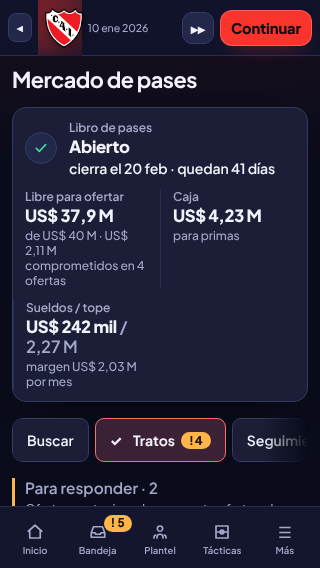 C.A.I.
10 ene 2026
Continuar
Mercado de pases
Libro de pases
Abierto
cierra el 20 feb · quedan 41 días
Libre para ofertar
US$ 37,9 M
de US$ 40 M · US$
2,11 M
comprometidos en 4
ofertas
Caja
US$ 4,23 M
para primas
Sueldos / tope
US$ 242 mil /
2,27 M
margen US$ 2,03 M
por mes
Buscar
Tratos
! 4
Para responder · 2
! 5
Inicio
Bandeja
Plantel
Tácticas
Más